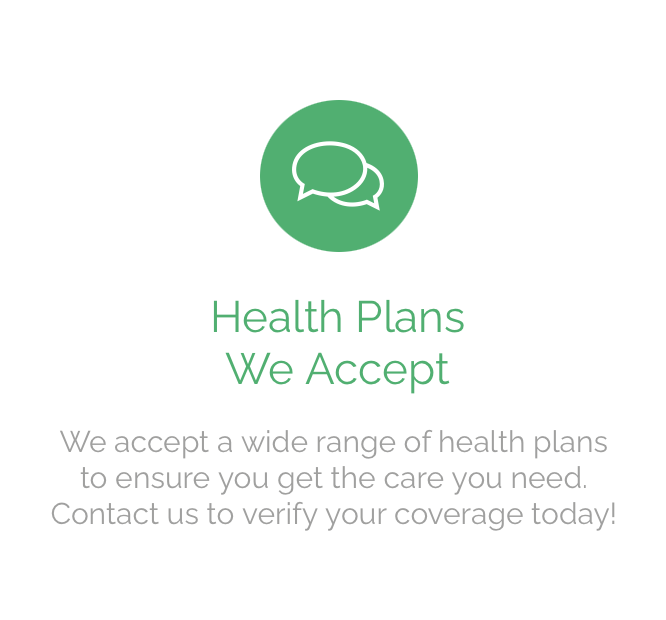 Health Plans
We Accept
We accept a wide range of health plans
to ensure you get the care you need.
Contact us to verify your coverage today!